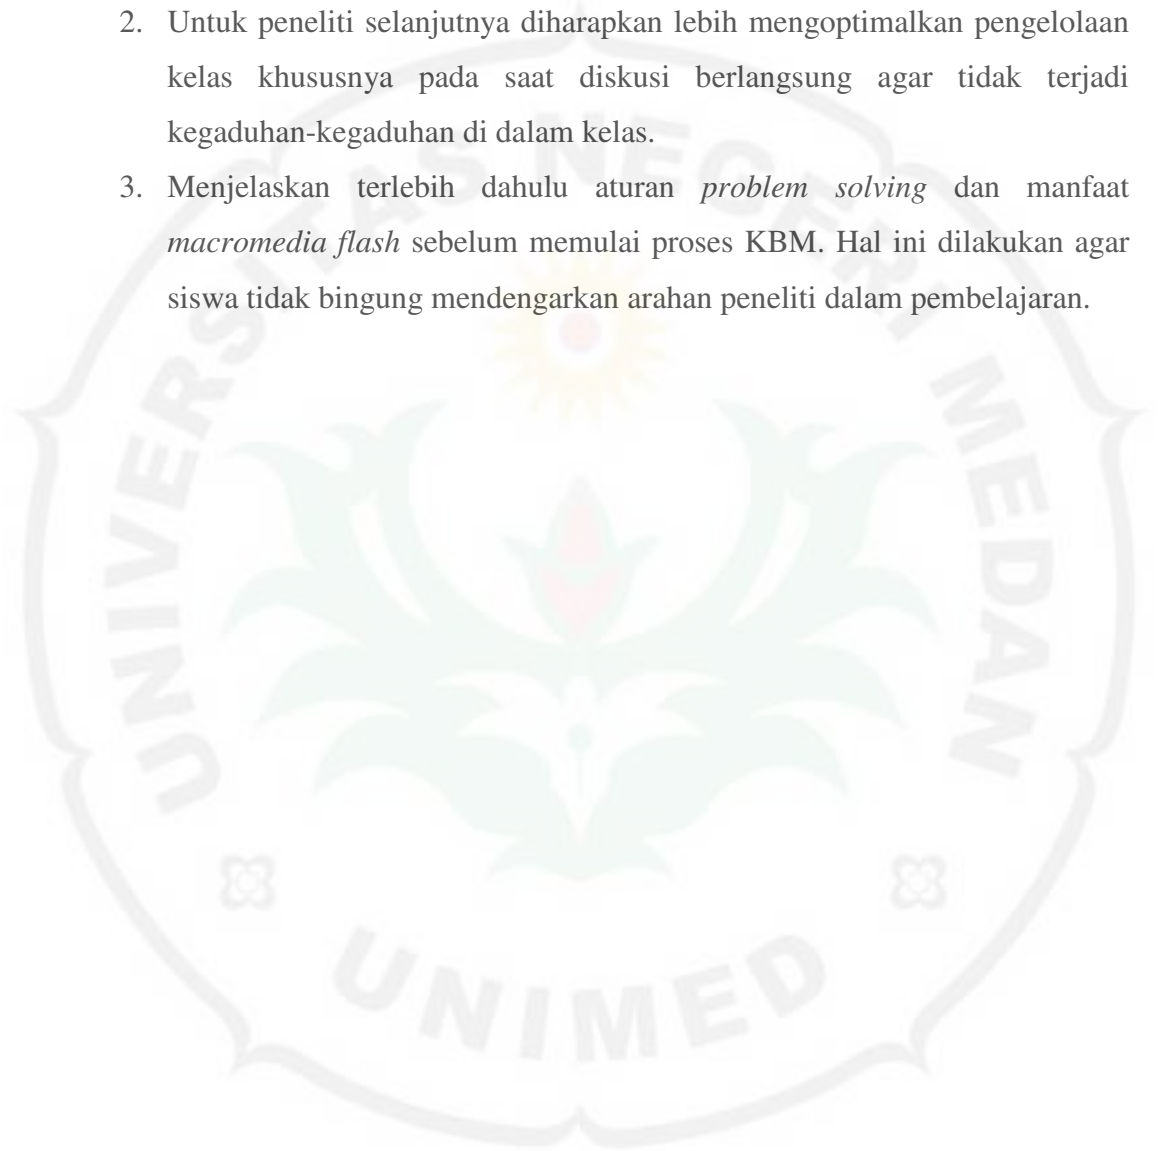 2. Untuk peneliti selanjutnya diharapkan lebih mengoptimalkan pengelolaan
kelas khususnya pada saat diskusi berlangsung agar tidak terjadi
kegaduhan-kegaduhan di dalam kelas.
3. Menjelaskan terlebih dahulu aturan problem solving dan manfaat
macromedia flash sebelum memulai proses KBM. Hal ini dilakukan agar
siswa tidak bingung mendengarkan arahan peneliti dalam pembelajaran.
UNIVERSITAS NEGERI MEDAN
UNIMED